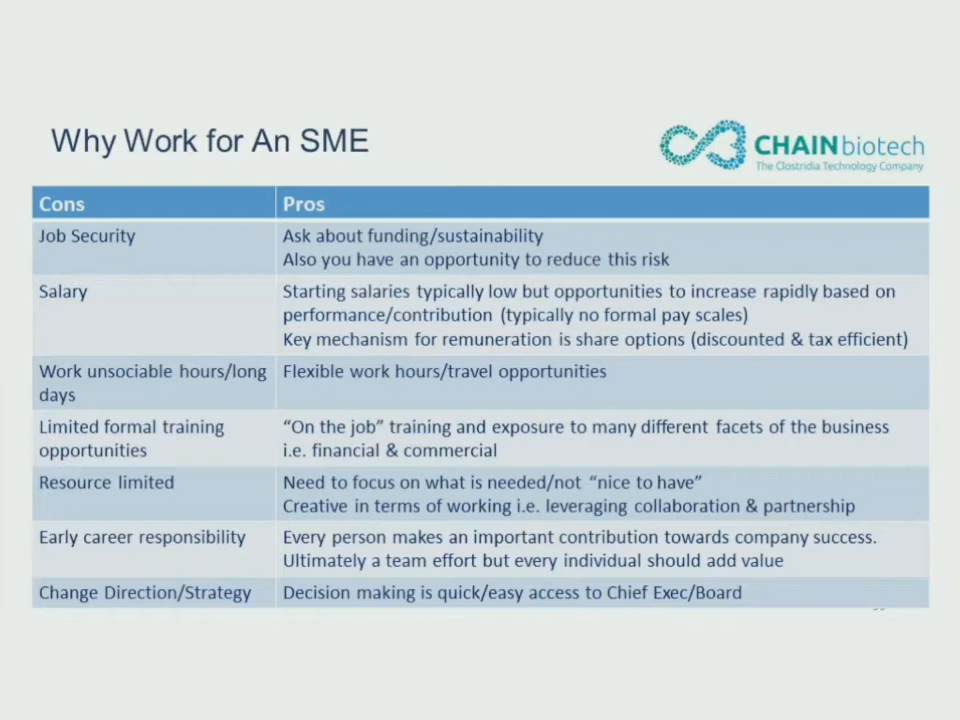 Why Work for An SME
CHAINbiotech
The Clostridia Technology Company
Cons
Pros
Job Security
Ask about funding/sustainability
Also you have an opportunity to reduce this risk
Salary
Starting salaries typically low but opportunities to increase rapidly based on
performance/contribution (typically no formal pay scales)
Key mechanism for remuneration is share options (discounted & tax efficient)
Work unsociable hours/long
days
Flexible work hours/travel opportunities
Limited formal training
opportunities
“On the job” training and exposure to many different facets of the business
i.e. financial & commercial
Resource limited
Need to focus on what is needed/not “nice to have”
Creative in terms of working i.e. leveraging collaboration & partnership
Early career responsibility
Every person makes an important contribution towards company success.
Ultimately a team effort but every individual should add value
Change Direction/Strategy
Decision making is quick/easy access to Chief Exec/Board